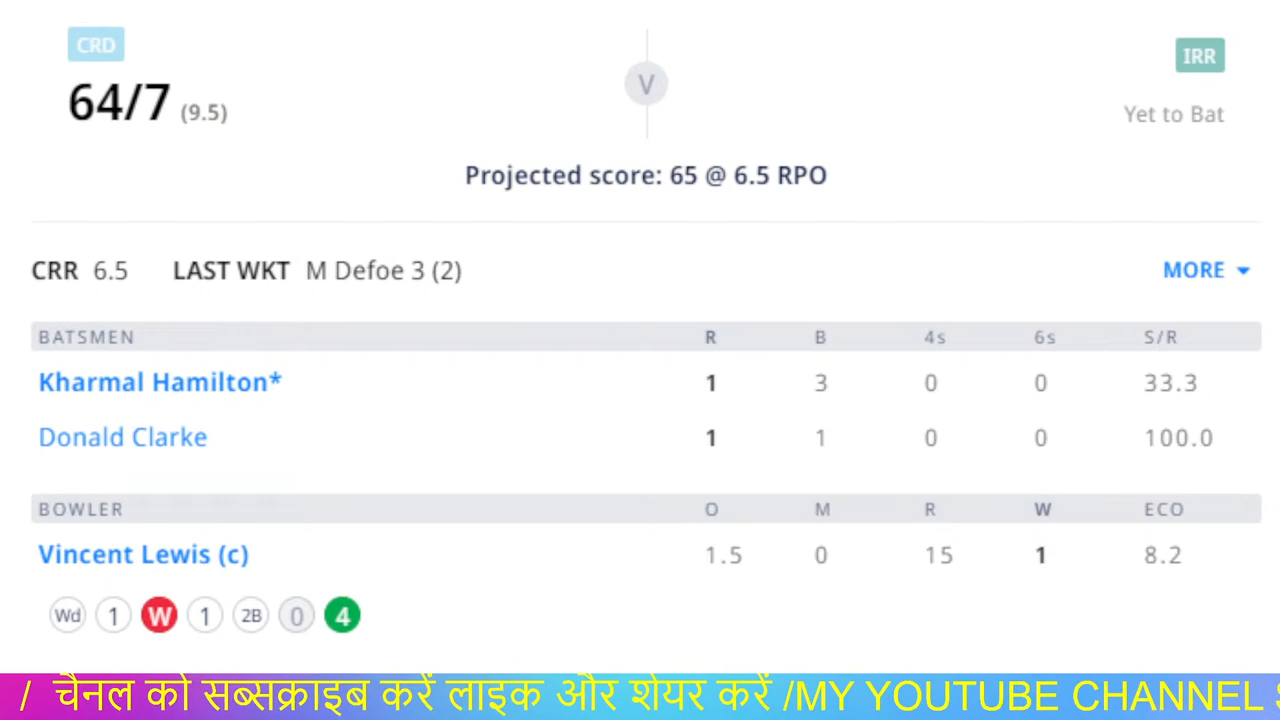 CRD
IRR
64/7 (9.5)
V
Yet to Bat
Projected score: 65 @ 6.5 RPO
CRR 6.5 LAST WKT M Defoe 3 (2) MORE
BATSMEN R B 4s 6s S/R
Kharmal Hamilton* 1 3 0 0 33.3
Donald Clarke 1 1 0 0 100.0
BOWLER O M R W ECO
Vincent Lewis (c) 1.5 0 15 1 8.2
Wd 1 W 1 2B 0 4
/ चैनल को सब्सक्राइब करें लाइक और शेयर करें /MY YOUTUBE CHANNEL